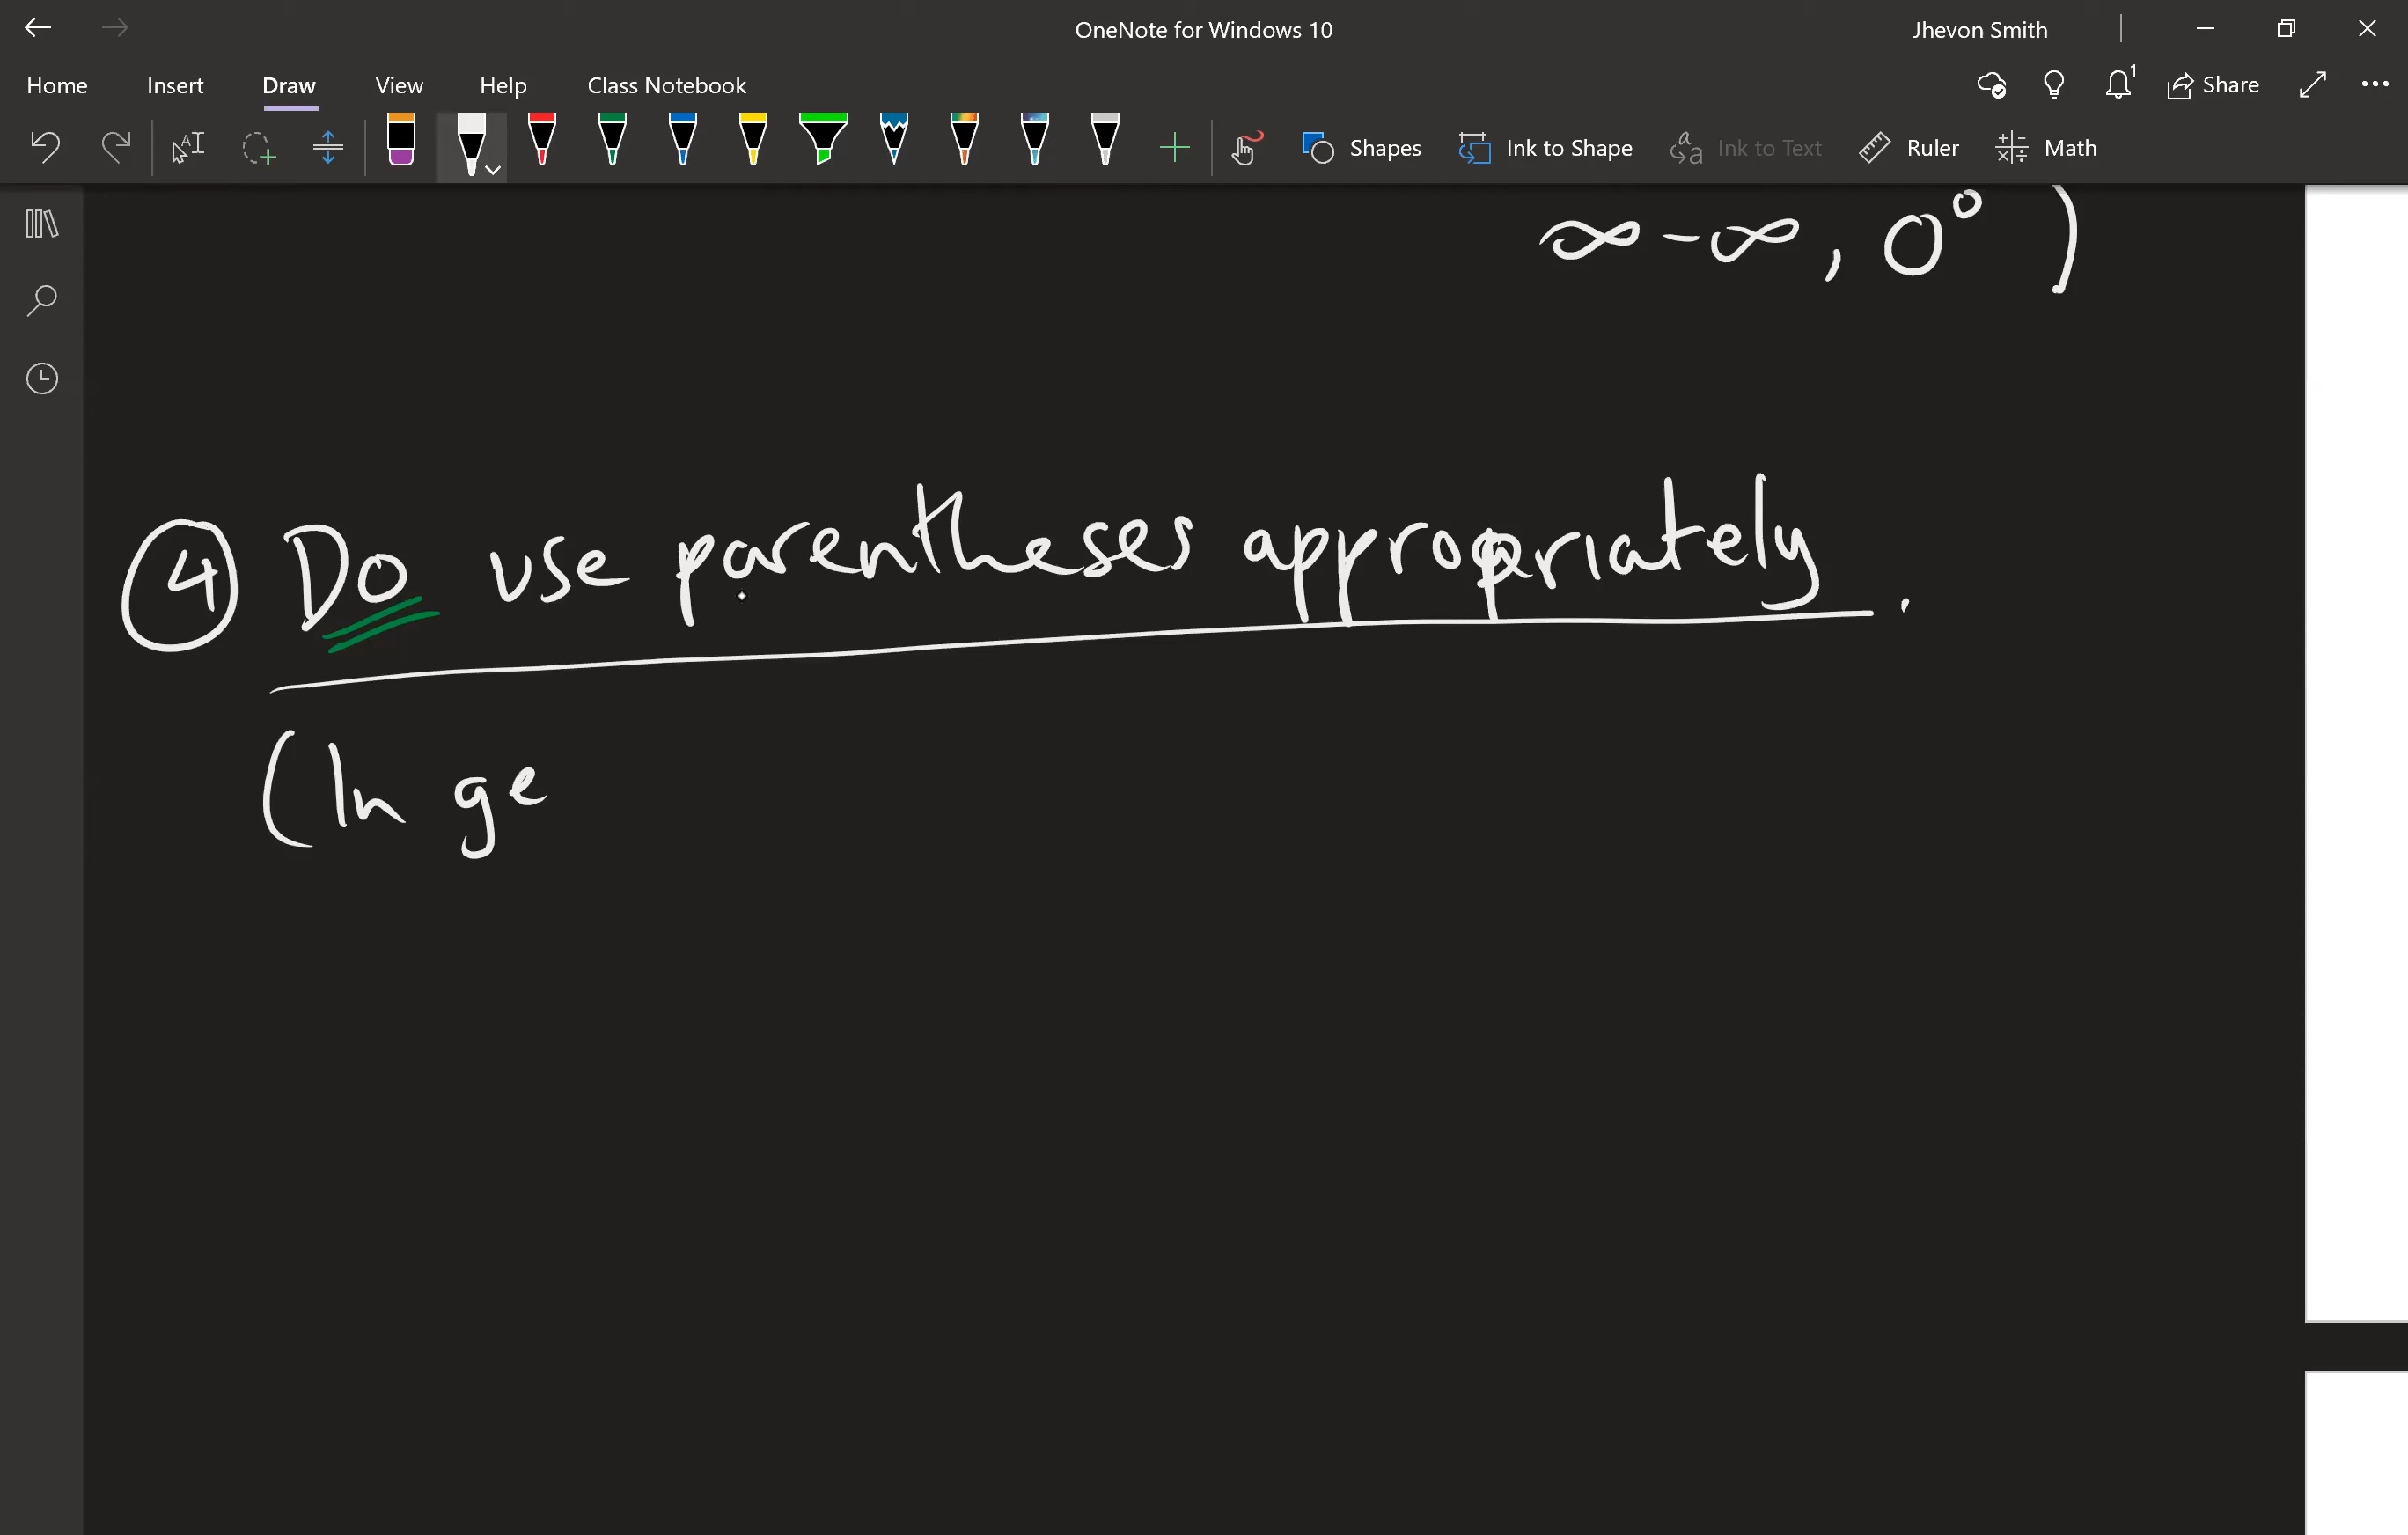 OneNote for Windows 10
Jhevon Smith
Home Insert Draw View Help Class Notebook
1
Share
Shapes Ink to Shape Ink to Text Ruler Math
∞-∞, 0⁰ )
④ Do use parentheses appropriately.
(In ge